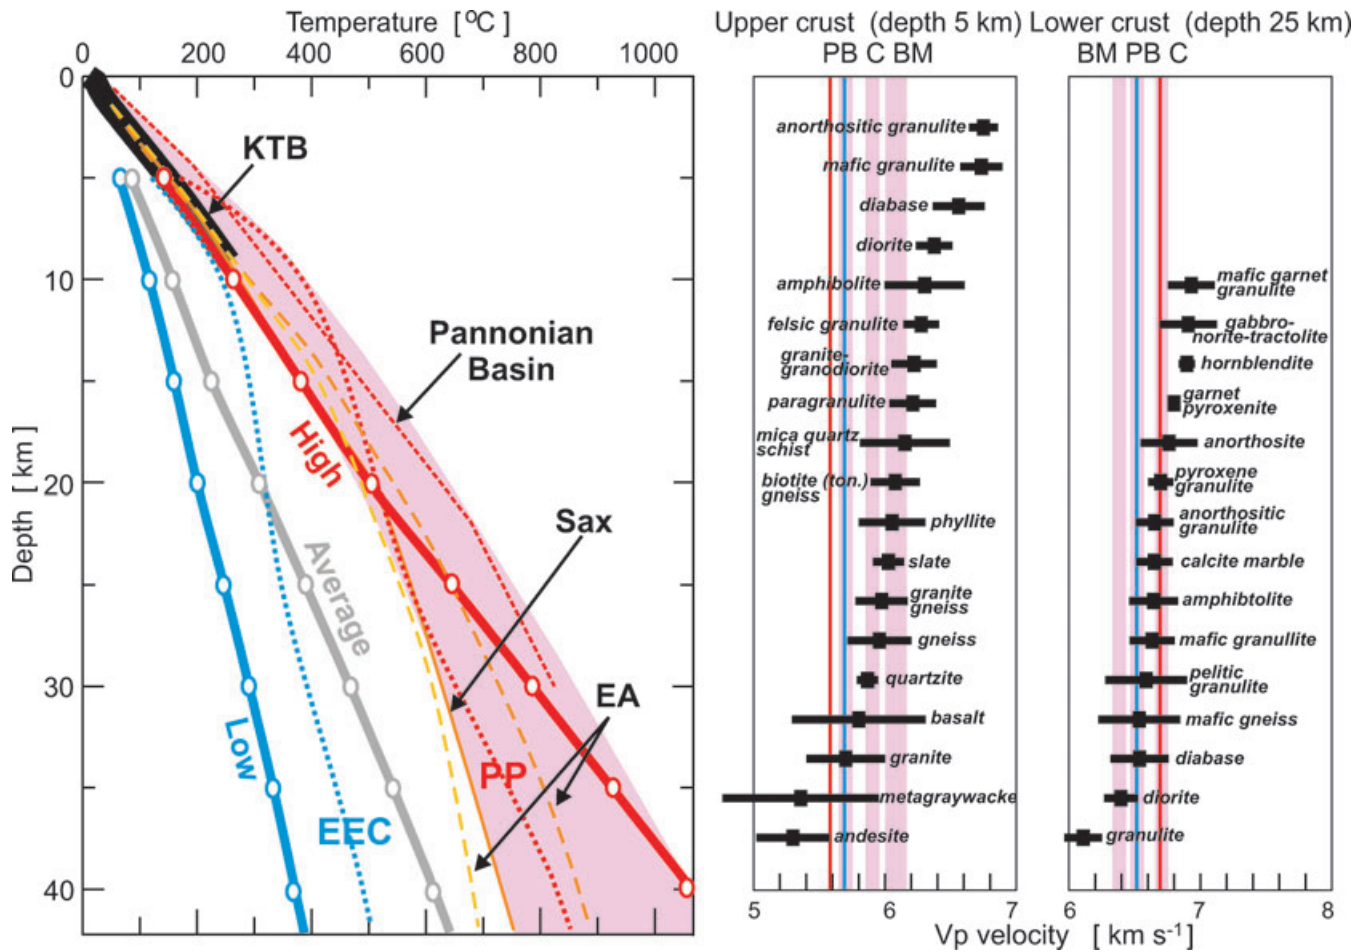 Temperature [ ºC]
0 200 400 600 800 1000
Depth [ km]
0
10
20
30
40
KTB
Pannonian
Basin
High
Sax
Average
EA
Low
PP
EEC
Upper crust (depth 5 km)
PB C BM
anorthositic granulite
mafic granulite
diabase
diorite
amphibolite
felsic granulite
granite-
granodiorite
paragranulite
mica quartz
schist
biotite (ton.)
gneiss
phyllite
slate
granite
gneiss
gneiss
quartzite
basalt
granite
metagraywacke
andesite
5 6 7
Lower crust (depth 25 km)
BM PB C
mafic garnet
granulite
gabbro-
norite-tractolite
hornblendite
garnet
pyroxenite
anorthosite
pyroxene
granulite
anorthositic
granulite
calcite marble
amphibtolite
mafic granullite
pelitic
granulite
mafic gneiss
diabase
diorite
granulite
6 7 8
Vp velocity [ km s-1]